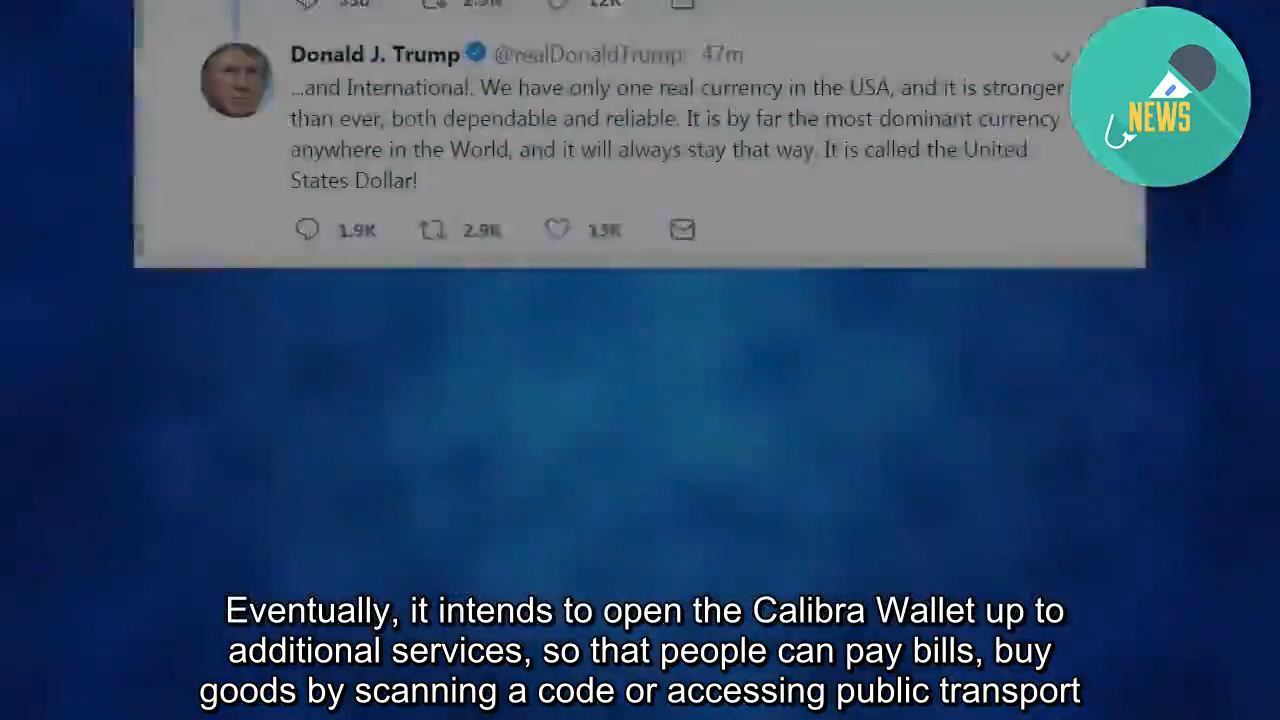 2.9K 12K
Donald J. Trump @realDonaldTrump 47m
...and International. We have only one real currency in the USA, and it is stronger
than ever, both dependable and reliable. It is by far the most dominant currency
anywhere in the World, and it will always stay that way. It is called the United
States Dollar!
1.9K 2.9K 13K
NEWS
Eventually, it intends to open the Calibra Wallet up to
additional services, so that people can pay bills, buy
goods by scanning a code or accessing public transport